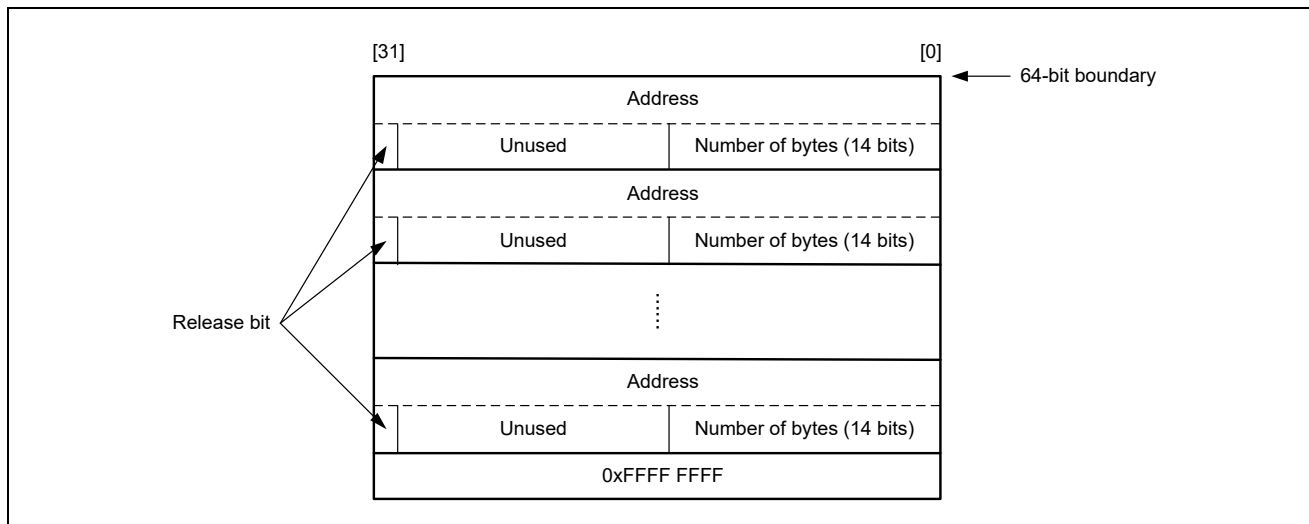 [31] [0]
64-bit boundary
Address
Unused Number of bytes (14 bits)
Address
Unused Number of bytes (14 bits)
Release bit
Address
Unused Number of bytes (14 bits)
0xFFFF FFFF